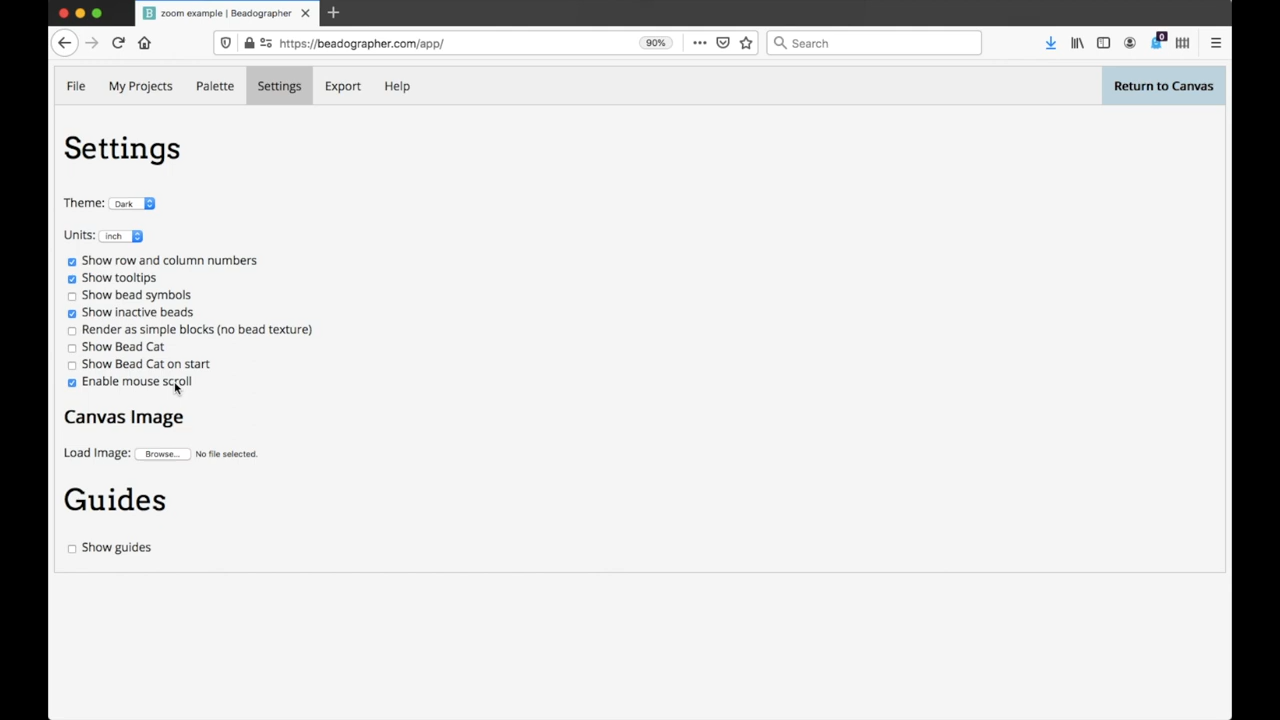 zoom example | Beadographer
https://beadographer.com/app/
90%
Search
0
File
My Projects
Palette
Settings
Export
Help
Return to Canvas
Settings
Theme: Dark
Units: inch
Show row and column numbers
Show tooltips
Show bead symbols
Show inactive beads
Render as simple blocks (no bead texture)
Show Bead Cat
Show Bead Cat on start
Enable mouse scroll
Canvas Image
Load Image: Browse... No file selected.
Guides
Show guides